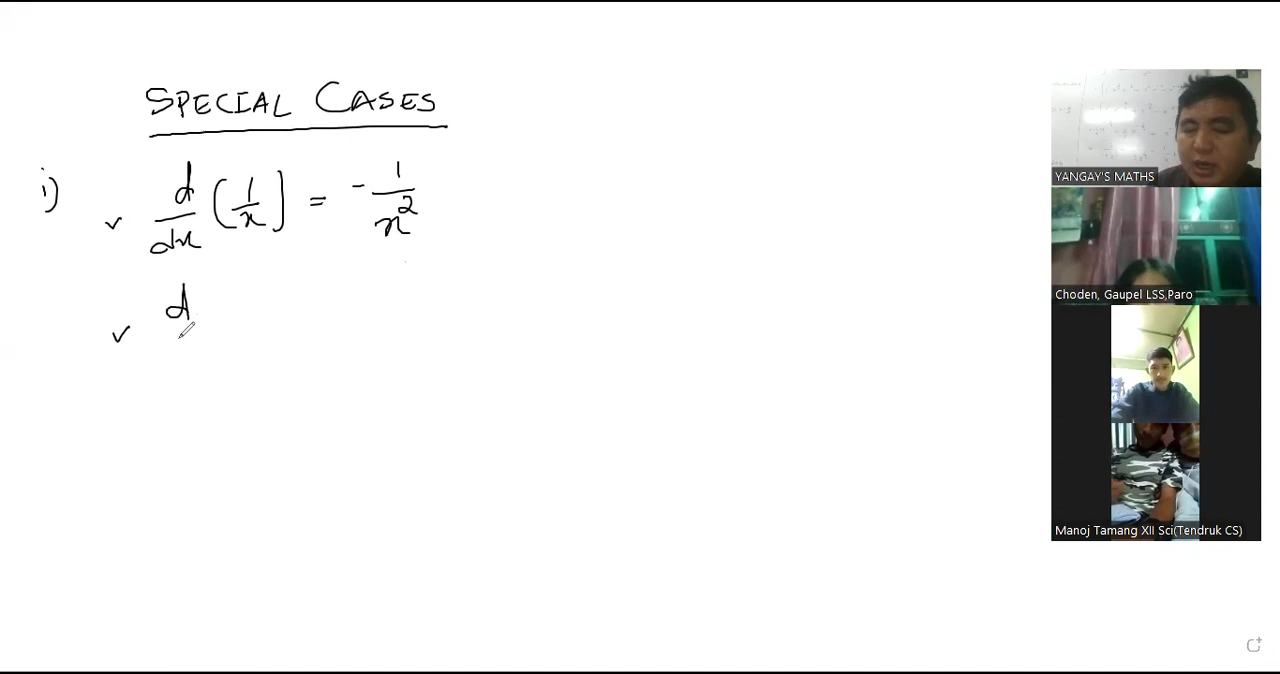 SPECIAL CASES
i) ✓ d/dx (1/x] = - 1/x²
✓ d
YANGAY'S MATHS
Choden, Gaupel LSS,Paro
Manoj Tamang XII Sci(Tendruk CS)